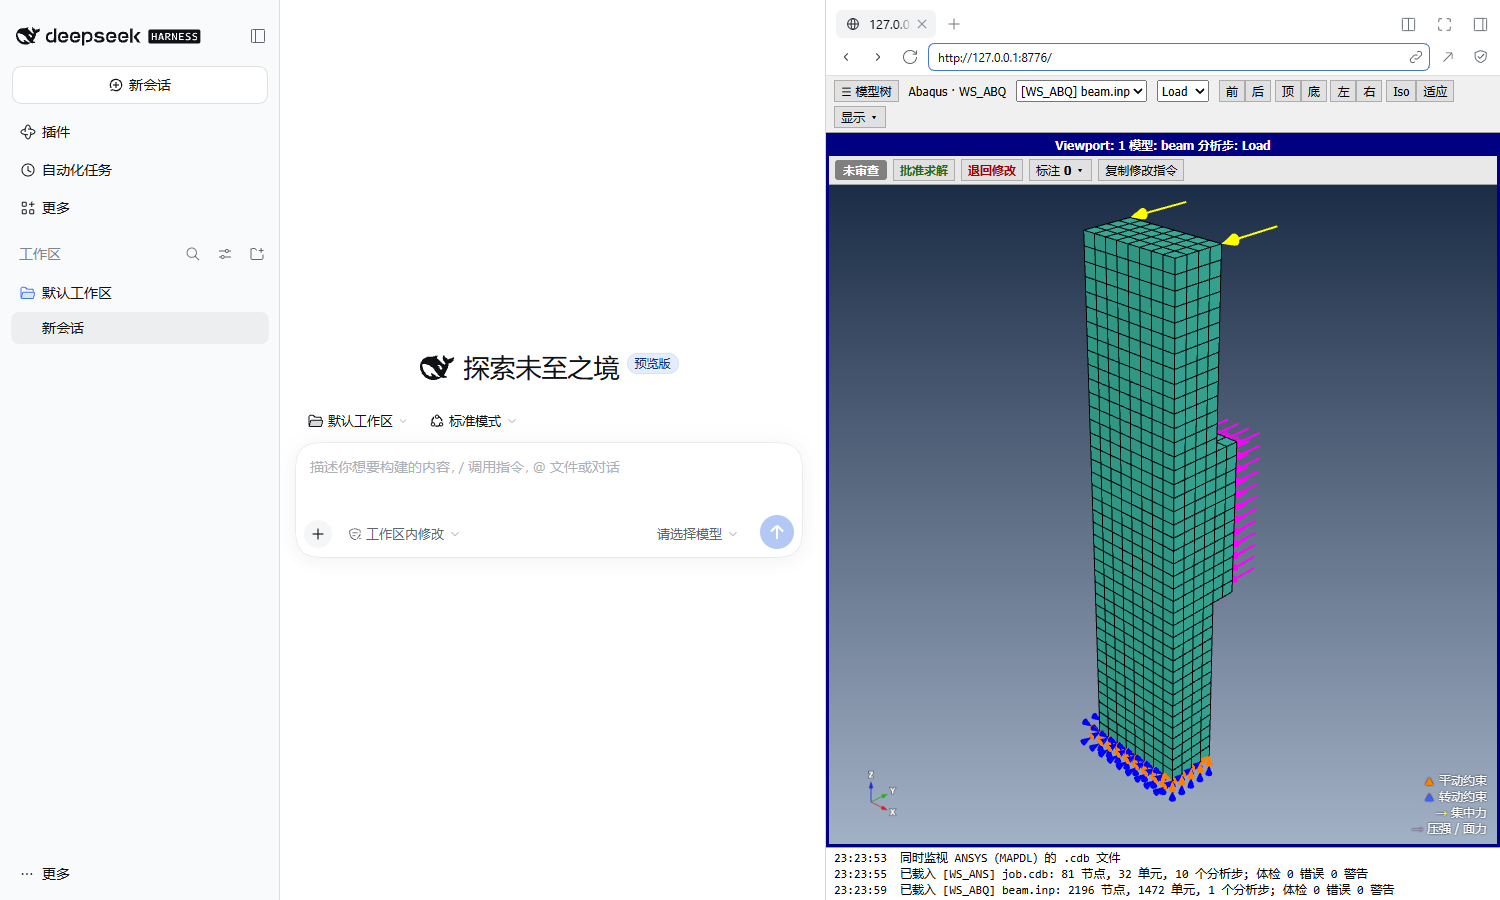 deepseek HARNESS
新会话
插件
自动化任务
更多
工作区
默认工作区
新会话
更多
探索未至之境 预览版
默认工作区 标准模式
描述你想要构建的内容, / 调用指令, @ 文件或对话
工作区内修改 请选择模型
127.0.0
http://127.0.0.1:8776/
模型树 Abaqus · WS_ABQ [WS_ABQ] beam.inp Load 前 后 顶 底 左 右 Iso 适应
显示
Viewport: 1 模型: beam 分析步: Load
未审查 批准求解 退回修改 标注 0 复制修改指令
Z
Y
X
平动约束
转动约束
集中力
压强 / 面力
23:23:53 同时监视 ANSYS (MAPDL) 的 .cdb 文件
23:23:55 已载入 [WS_ANS] job.cdb: 81 节点, 32 单元, 10 个分析步; 体检 0 错误 0 警告
23:23:59 已载入 [WS_ABQ] beam.inp: 2196 节点, 1472 单元, 1 个分析步; 体检 0 错误 0 警告